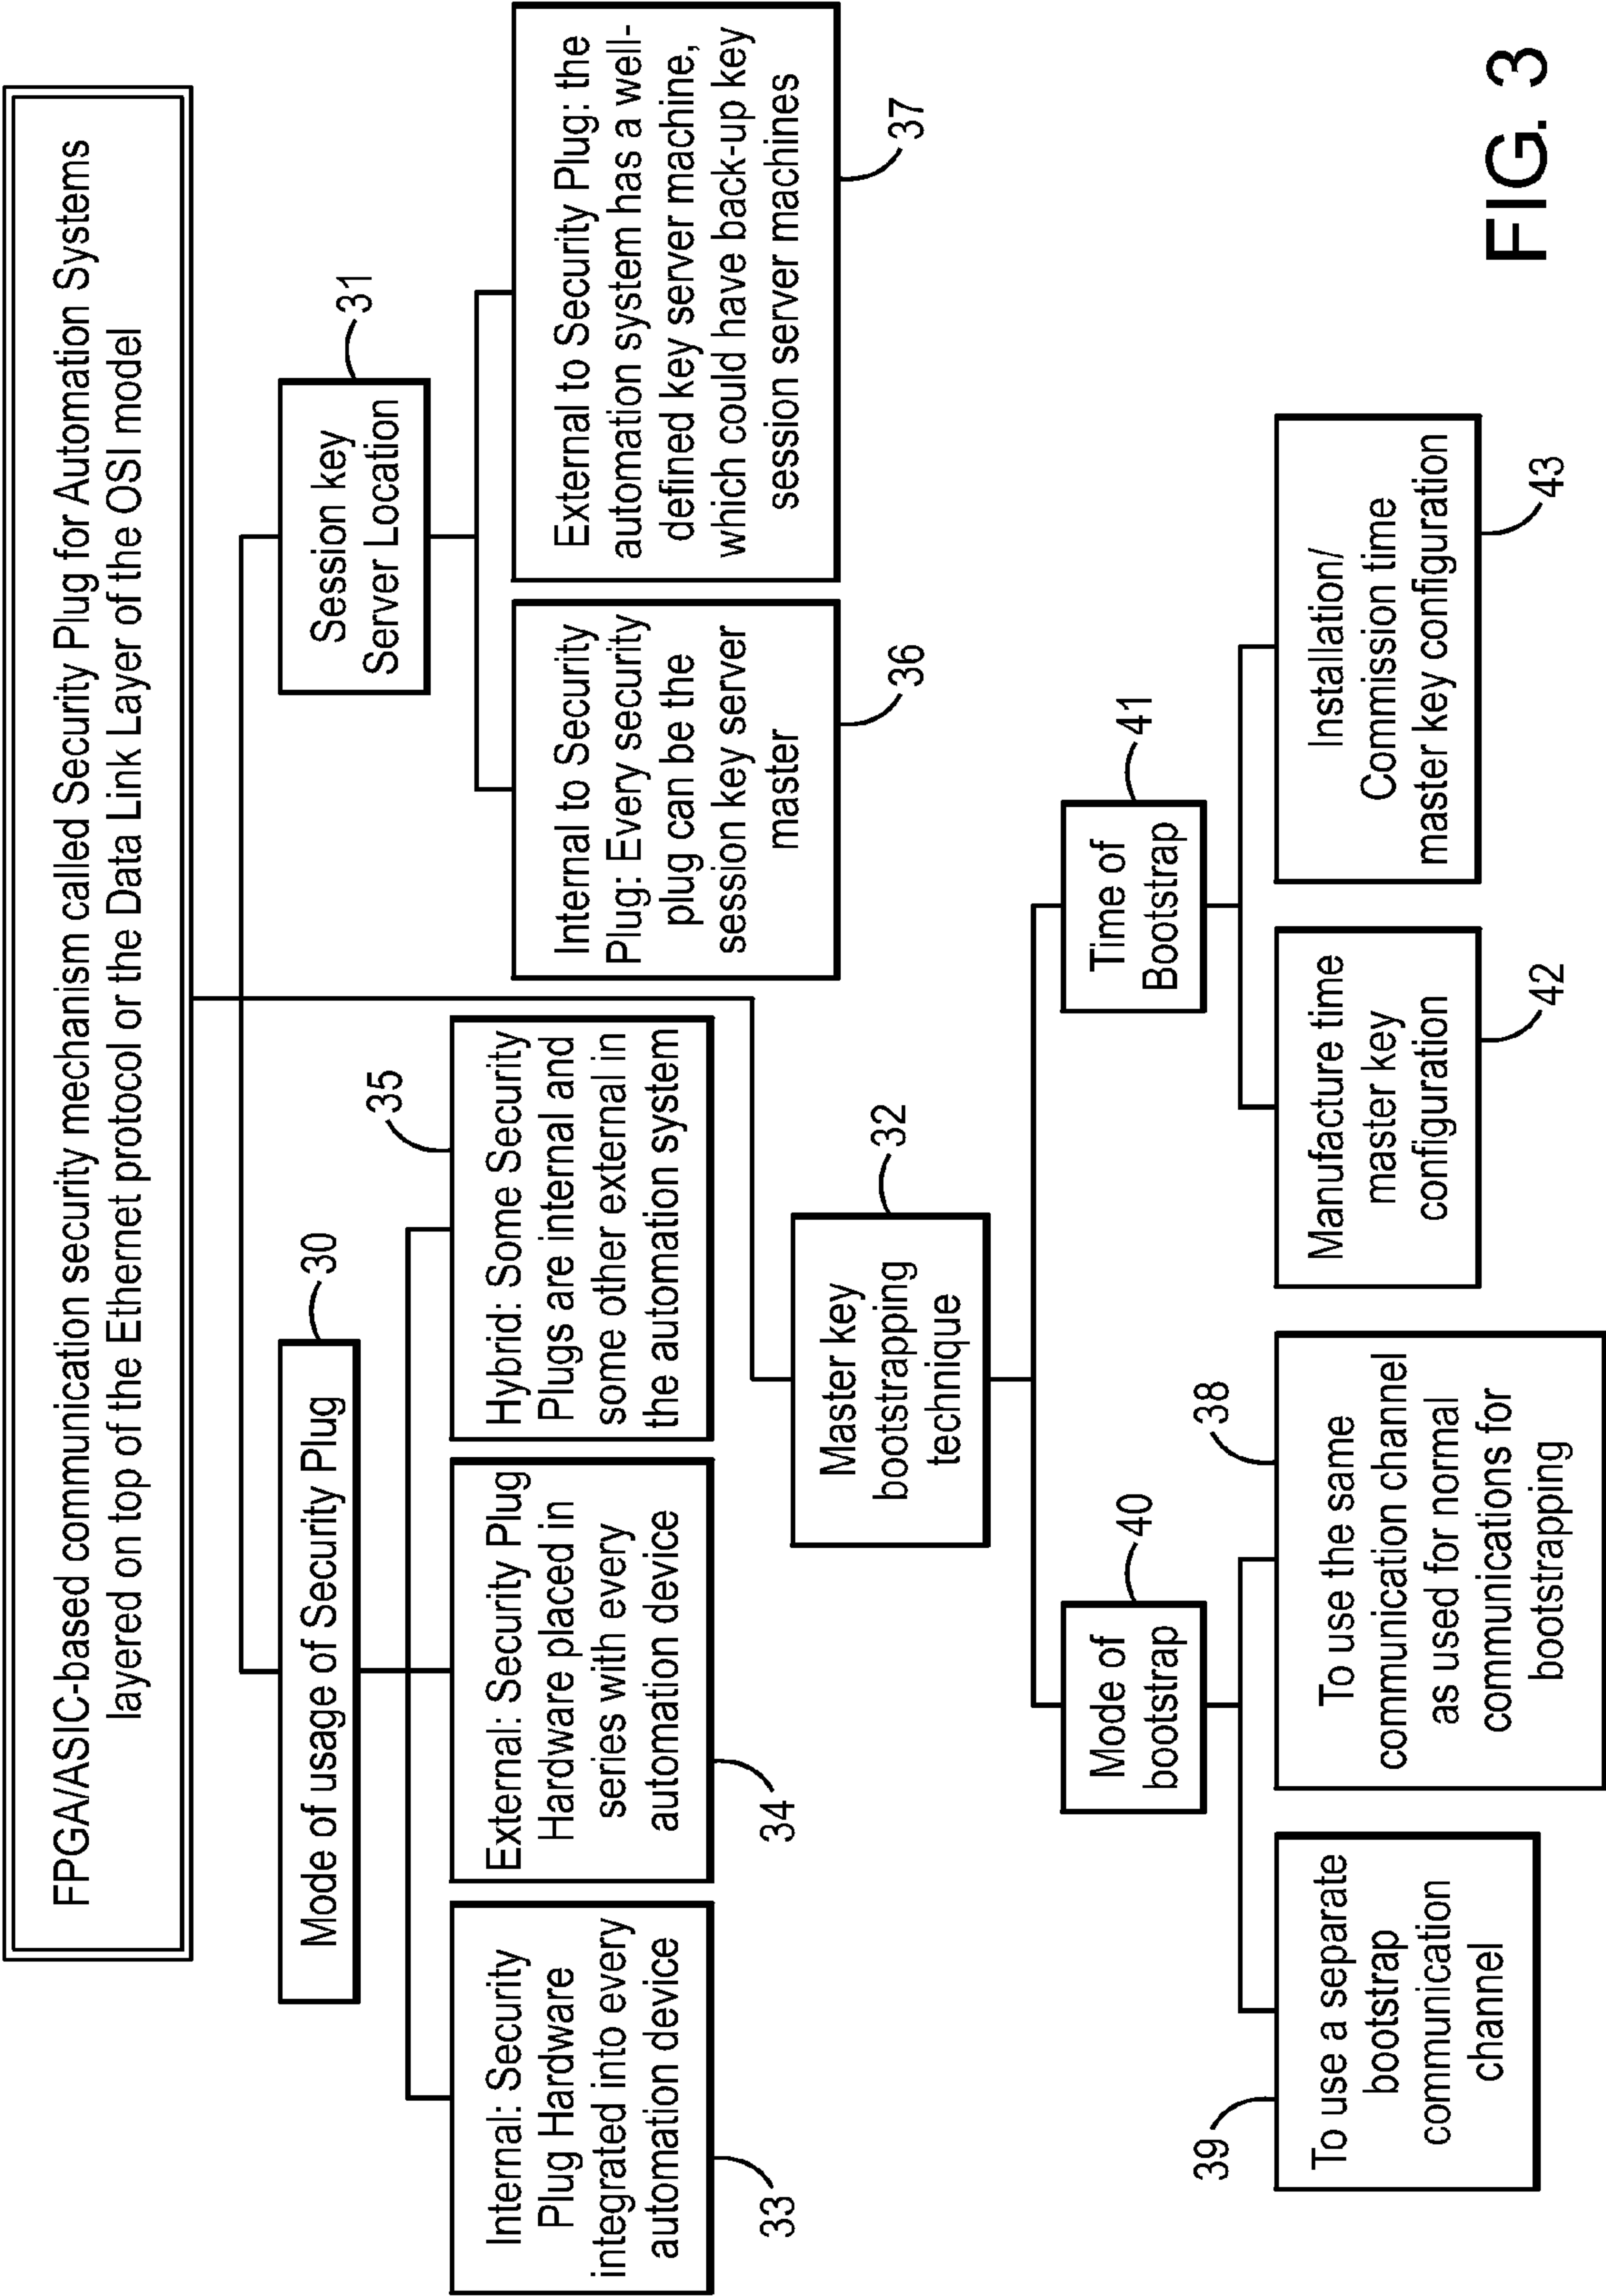 FPGA/ASIC-based communication security mechanism called Security Plug for Automation Systems
layered on top of the Ethernet protocol or the Data Link Layer of the OSI model
30
Mode of usage of Security Plug
31
Session key
Server Location
33
Internal: Security
Plug Hardware
integrated into every
automation device
34
External: Security Plug
Hardware placed in
series with every
automation device
35
Hybrid: Some Security
Plugs are internal and
some other external in
the automation system
36
Internal to Security
Plug: Every security
plug can be the
session key server
master
37
External to Security Plug: the
automation system has a well-
defined key server machine,
which could have back-up key
session server machines
32
Master key
bootstrapping
technique
40
Mode of
bootstrap
41
Time of
Bootstrap
39
To use a separate
bootstrap
communication
channel
38
To use the same
communication channel
as used for normal
communications for
bootstrapping
42
Manufacture time
master key
configuration
43
Installation/
Commission time
master key configuration
FIG. 3